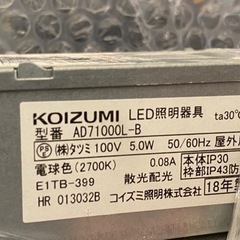 KOIZUMI LED照明器具 ta30℃
型番 AD71000L-B
PSE ㈱タツミ 100V 5.0W 50/60Hz 屋外
電球色 (2700K) 0.08A 本体IP30
E1TB-399 散光配光 枠部IP43防
HR 013032B コイズミ照明株式会社 18年